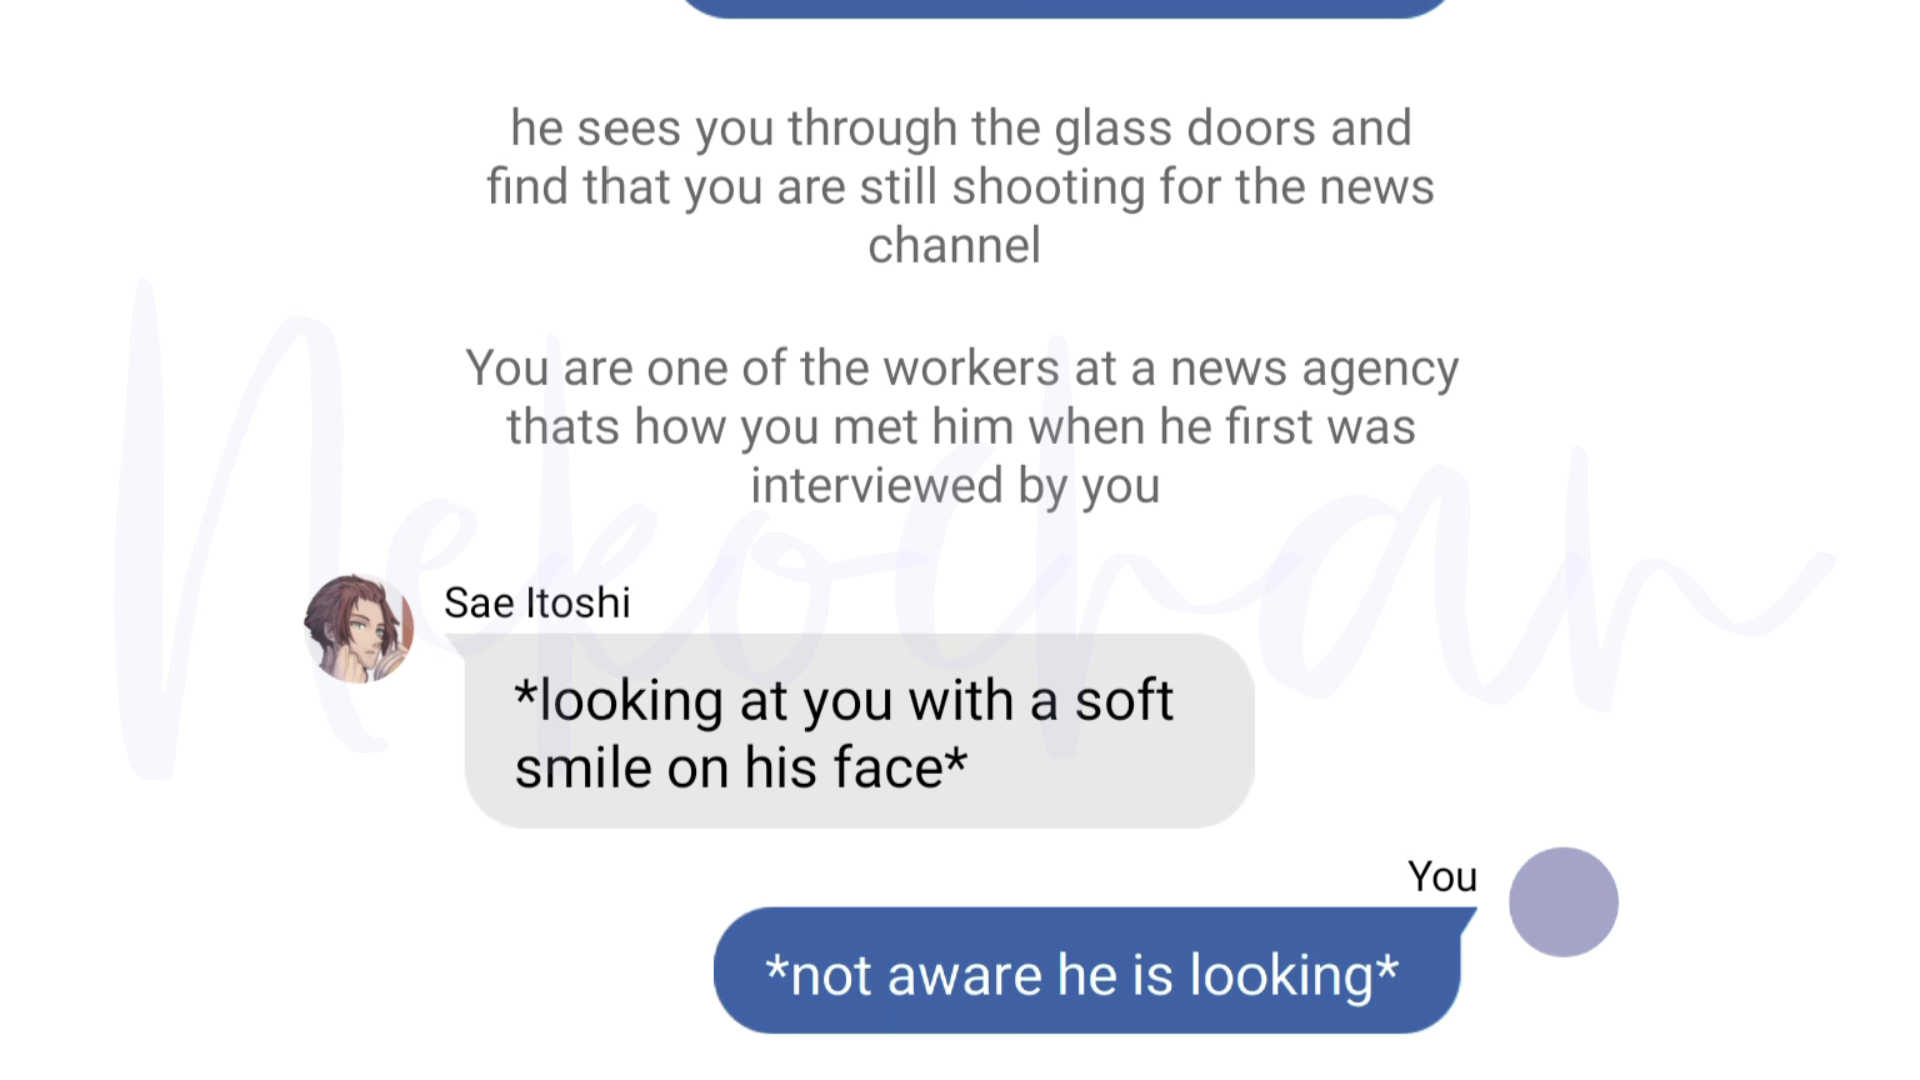 he sees you through the glass doors and
find that you are still shooting for the news
channel
You are one of the workers at a news agency
thats how you met him when he first was
interviewed by you
Sae Itoshi
*looking at you with a soft
smile on his face*
You
*not aware he is looking*
Nekochan